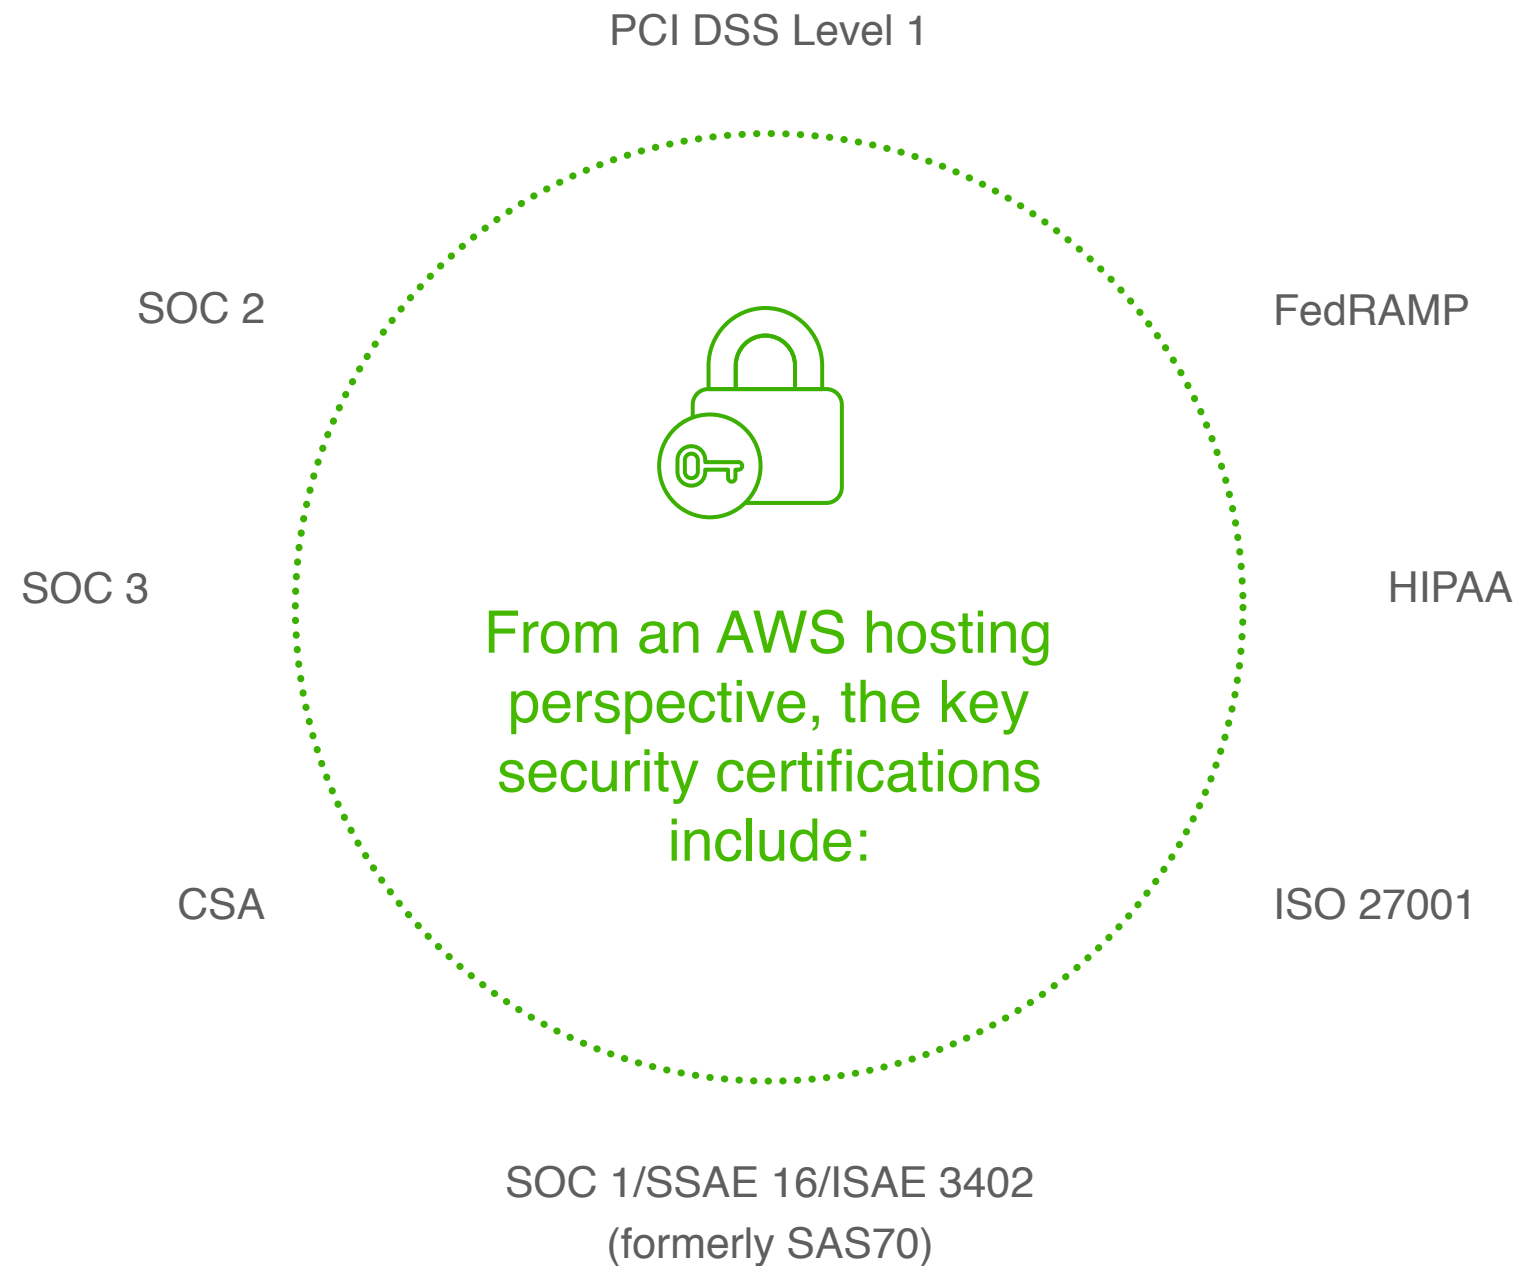 PCI DSS Level 1
SOC 2
FedRAMP
SOC 3
HIPAA
From an AWS hosting
perspective, the key
security certifications
include:
CSA
ISO 27001
SOC 1/SSAE 16/ISAE 3402
(formerly SAS70)